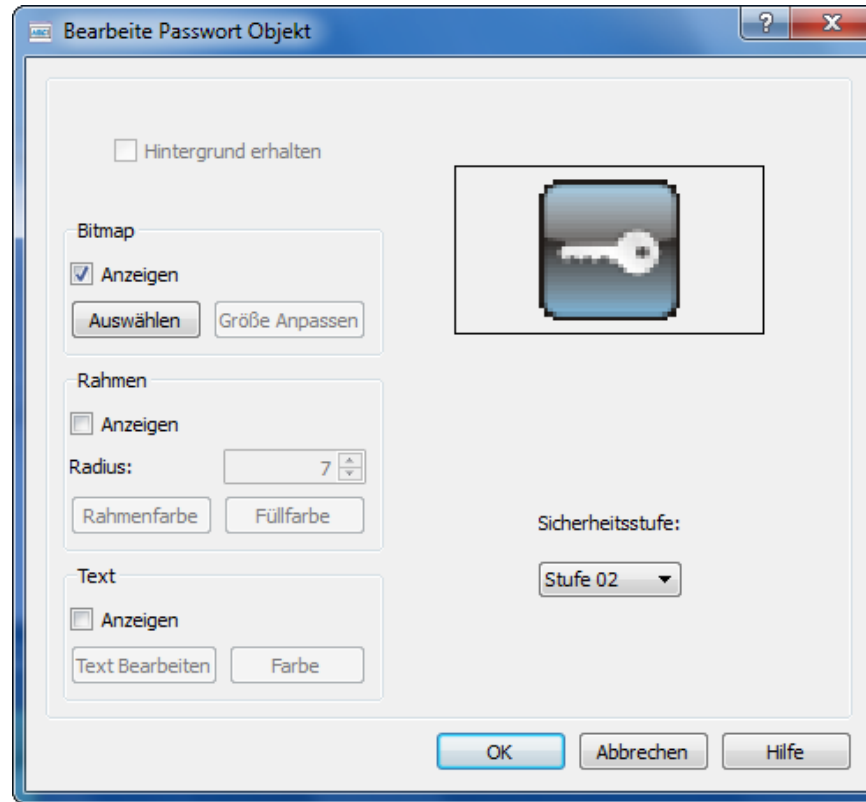 Bearbeite Passwort Objekt
Hintergrund erhalten
Bitmap
Anzeigen
Auswählen Größe Anpassen
Rahmen
Anzeigen
Radius: 7
Rahmenfarbe Füllfarbe
Text
Anzeigen
Text Bearbeiten Farbe
Sicherheitsstufe:
Stufe 02
OK Abbrechen Hilfe